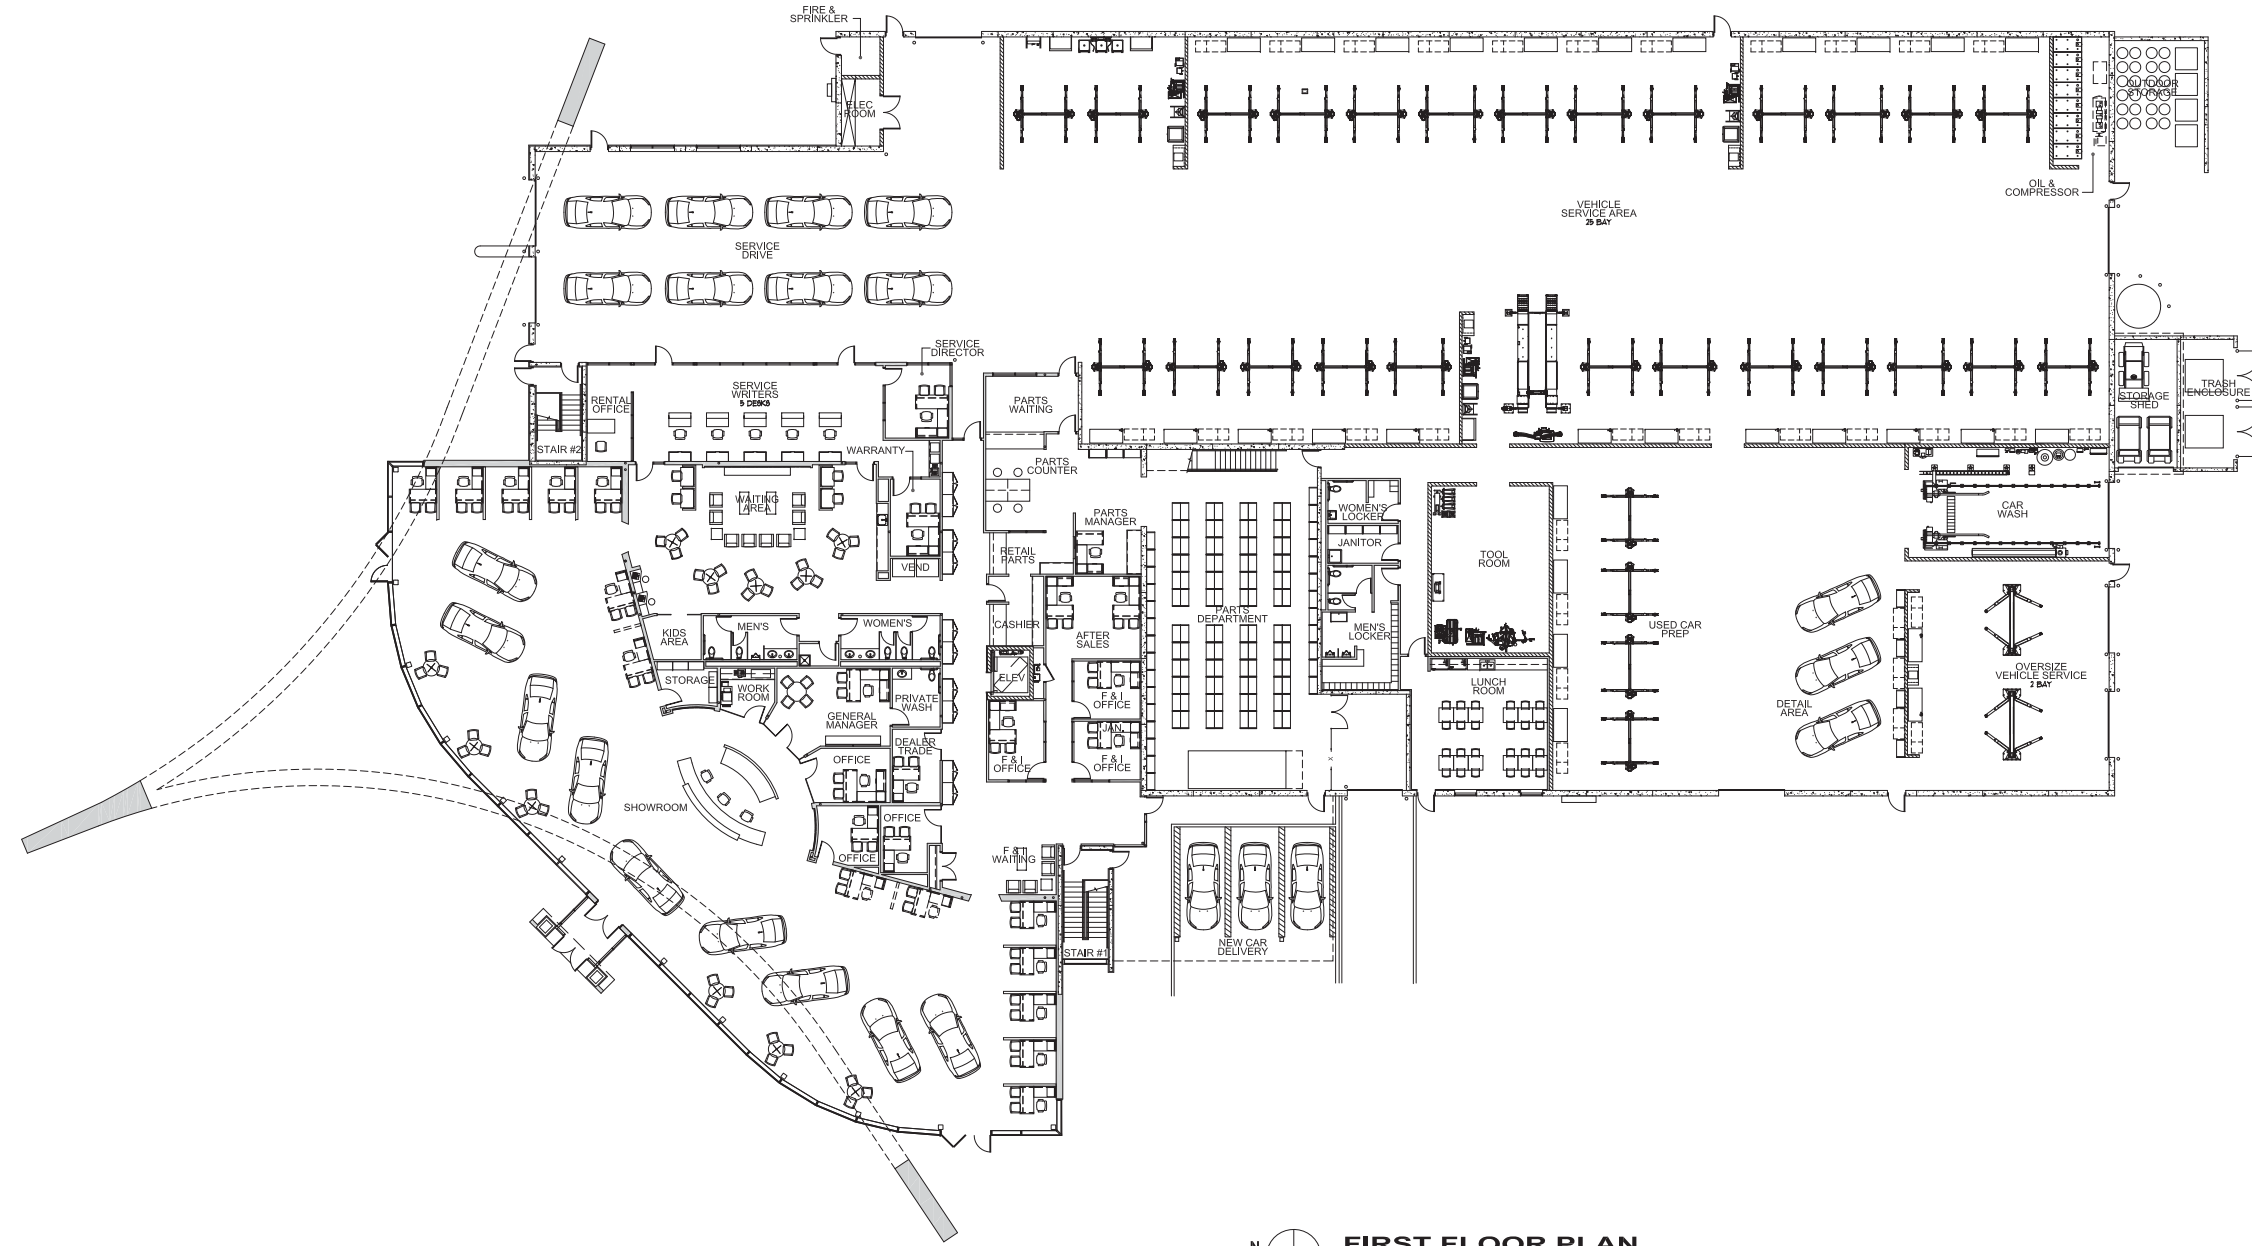 FIRE &
SPRINKLER
ELEC
ROOM
OUTDOOR
STORAGE
OIL &
COMPRESSOR
VEHICLE
SERVICE AREA
25 BAY
SERVICE
DRIVE
SERVICE
DIRECTOR
SERVICE
WRITERS
5 DESKS
RENTAL
OFFICE
STAIR #2
PARTS
WAITING
TRASH
ENCLOSURE
STORAGE
SHED
WARRANTY
PARTS
COUNTER
WAITING
AREA
PARTS
MANAGER
WOMEN'S
LOCKER
CAR
WASH
JANITOR
RETAIL
PARTS
TOOL
ROOM
VEND
PARTS
DEPARTMENT
CASHIER
MEN'S
WOMEN'S
KIDS
AREA
AFTER
SALES
MEN'S
LOCKER
USED CAR
PREP
OVERSIZE
VEHICLE SERVICE
2 BAY
STORAGE
WORK
ROOM
ELEV
PRIVATE
WASH
F & I
OFFICE
LUNCH
ROOM
DETAIL
AREA
GENERAL
MANAGER
JAN.
DEALER
TRADE
OFFICE
F & I
OFFICE
F & I
OFFICE
SHOWROOM
OFFICE
OFFICE
F & I
WAITING
NEW CAR
DELIVERY
STAIR #1
N
FIRST FLOOR PLAN